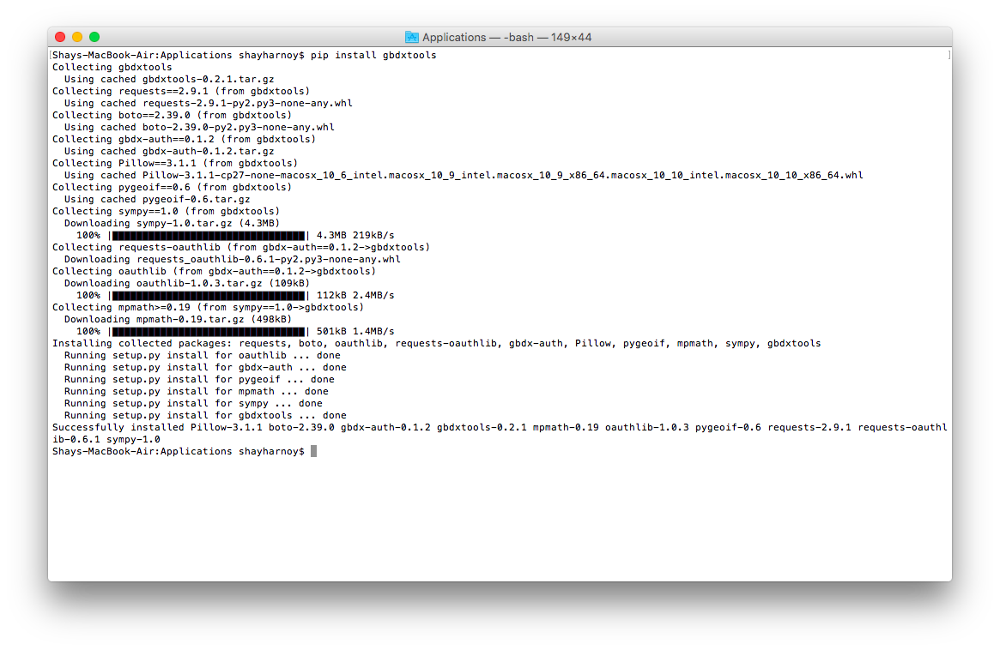 Applications — -bash — 149×44
Shays-MacBook-Air:Applications shayharnoy$ pip install gbdxtools
Collecting gbdxtools
  Using cached gbdxtools-0.2.1.tar.gz
Collecting requests==2.9.1 (from gbdxtools)
  Using cached requests-2.9.1-py2.py3-none-any.whl
Collecting boto==2.39.0 (from gbdxtools)
  Using cached boto-2.39.0-py2.py3-none-any.whl
Collecting gbdx-auth==0.1.2 (from gbdxtools)
  Using cached gbdx-auth-0.1.2.tar.gz
Collecting Pillow==3.1.1 (from gbdxtools)
  Using cached Pillow-3.1.1-cp27-none-macosx_10_6_intel.macosx_10_9_intel.macosx_10_9_x86_64.macosx_10_10_intel.macosx_10_10_x86_64.whl
Collecting pygeoif==0.6 (from gbdxtools)
  Using cached pygeoif-0.6.tar.gz
Collecting sympy==1.0 (from gbdxtools)
  Downloading sympy-1.0.tar.gz (4.3MB)
    100% |████████████████████████████████| 4.3MB 219kB/s
Collecting requests-oauthlib (from gbdx-auth==0.1.2->gbdxtools)
  Downloading requests_oauthlib-0.6.1-py2.py3-none-any.whl
Collecting oauthlib (from gbdx-auth==0.1.2->gbdxtools)
  Downloading oauthlib-1.0.3.tar.gz (109kB)
    100% |████████████████████████████████| 112kB 2.4MB/s
Collecting mpmath>=0.19 (from sympy==1.0->gbdxtools)
  Downloading mpmath-0.19.tar.gz (498kB)
    100% |████████████████████████████████| 501kB 1.4MB/s
Installing collected packages: requests, boto, oauthlib, requests-oauthlib, gbdx-auth, Pillow, pygeoif, mpmath, sympy, gbdxtools
  Running setup.py install for oauthlib ... done
  Running setup.py install for gbdx-auth ... done
  Running setup.py install for pygeoif ... done
  Running setup.py install for mpmath ... done
  Running setup.py install for sympy ... done
  Running setup.py install for gbdxtools ... done
Successfully installed Pillow-3.1.1 boto-2.39.0 gbdx-auth-0.1.2 gbdxtools-0.2.1 mpmath-0.19 oauthlib-1.0.3 pygeoif-0.6 requests-2.9.1 requests-oauthl
ib-0.6.1 sympy-1.0
Shays-MacBook-Air:Applications shayharnoy$